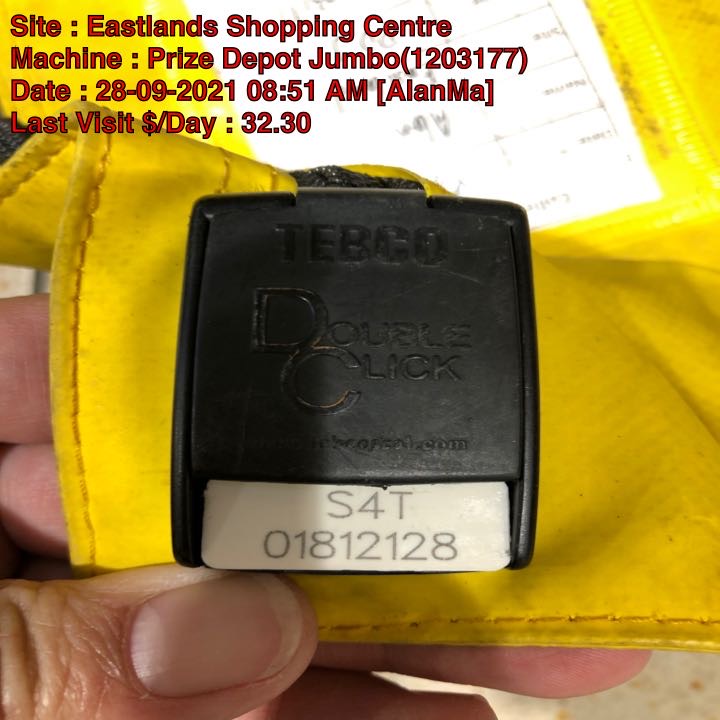 Site : Eastlands Shopping Centre
Machine : Prize Depot Jumbo(1203177)
Date : 28-09-2021 08:51 AM [AlanMa]
Last Visit $/Day : 32.30
TEBCO
DOUBLE
CLICK
S4T
01812128